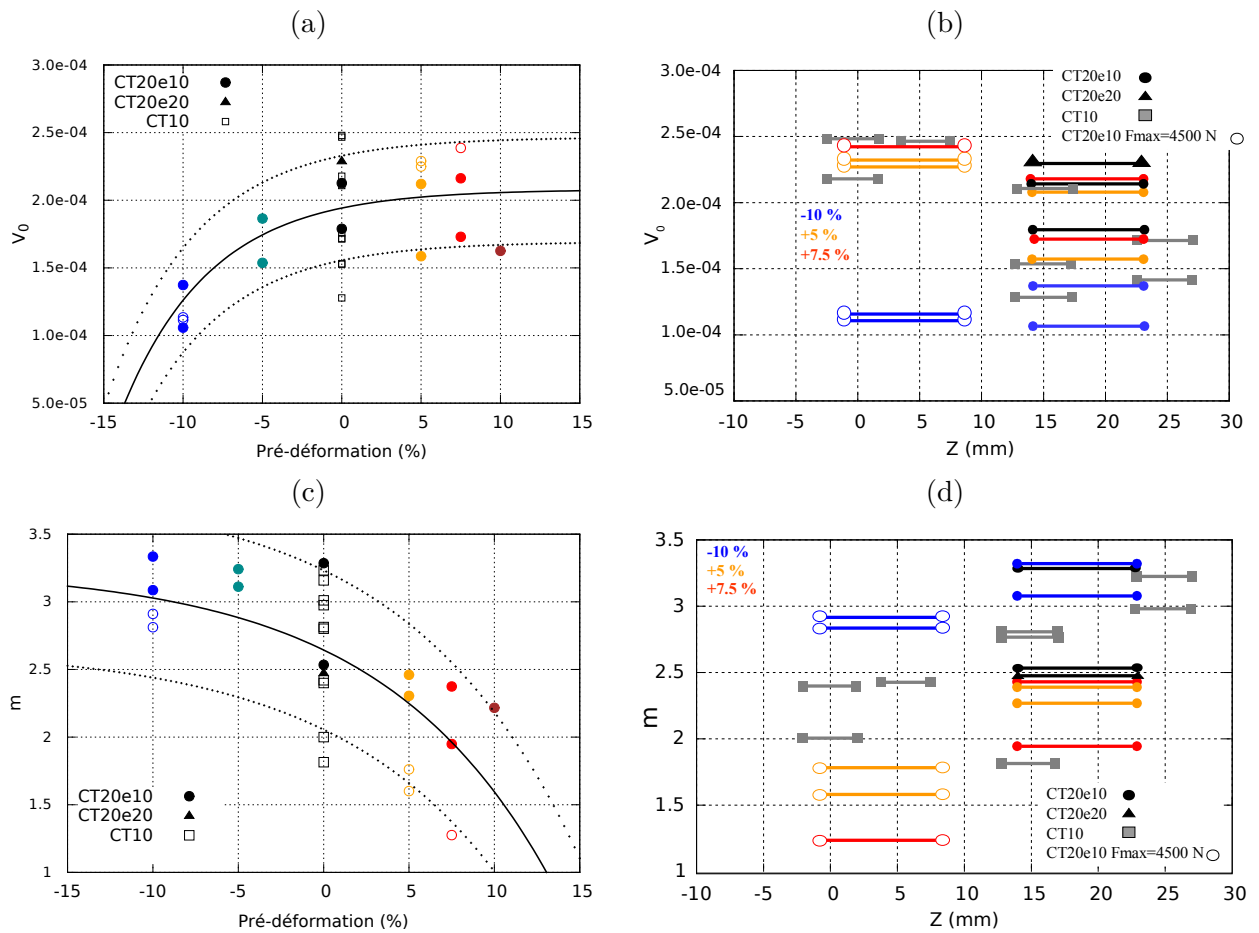 (a)
3.0e-04
2.5e-04
2.0e-04
1.5e-04
1.0e-04
5.0e-05
V0
CT20e10
CT20e20
CT10
-15 -10 -5 0 5 10 15
Pré-déformation (%)
(b)
3.0e-04
2.5e-04
2.0e-04
1.5e-04
1.0e-04
5.0e-05
V0
CT20e10
CT20e20
CT10
CT20e10 Fmax=4500 N
-10 %
+5 %
+7.5 %
-10 -5 0 5 10 15 20 25 30
Z (mm)
(c)
3.5
3
2.5
2
1.5
1
m
CT20e10
CT20e20
CT10
-15 -10 -5 0 5 10 15
Pré-déformation (%)
(d)
3.5
3
2.5
2
1.5
1
m
-10 %
+5 %
+7.5 %
CT20e10
CT20e20
CT10
CT20e10 Fmax=4500 N
-10 -5 0 5 10 15 20 25 30
Z (mm)